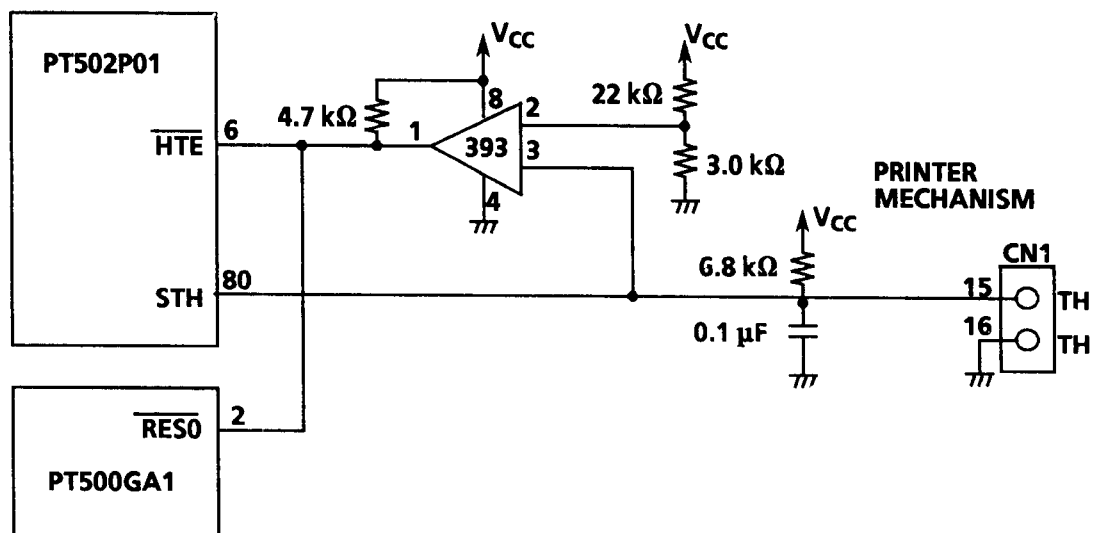 PT502P01
HTE
6
STH
80
4.7 kΩ
1
VCC
8
393
4
2
3
VCC
22 kΩ
3.0 kΩ
PRINTER
MECHANISM
VCC
6.8 kΩ
0.1 μF
CN1
15
TH
16
TH
RES0
2
PT500GA1